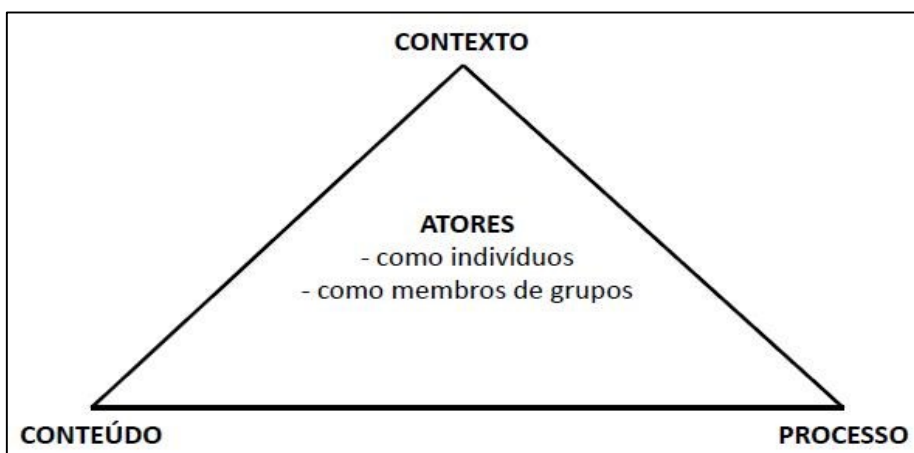 CONTEXTO
ATORES
- como indivíduos
- como membros de grupos
CONTEÚDO
PROCESSO